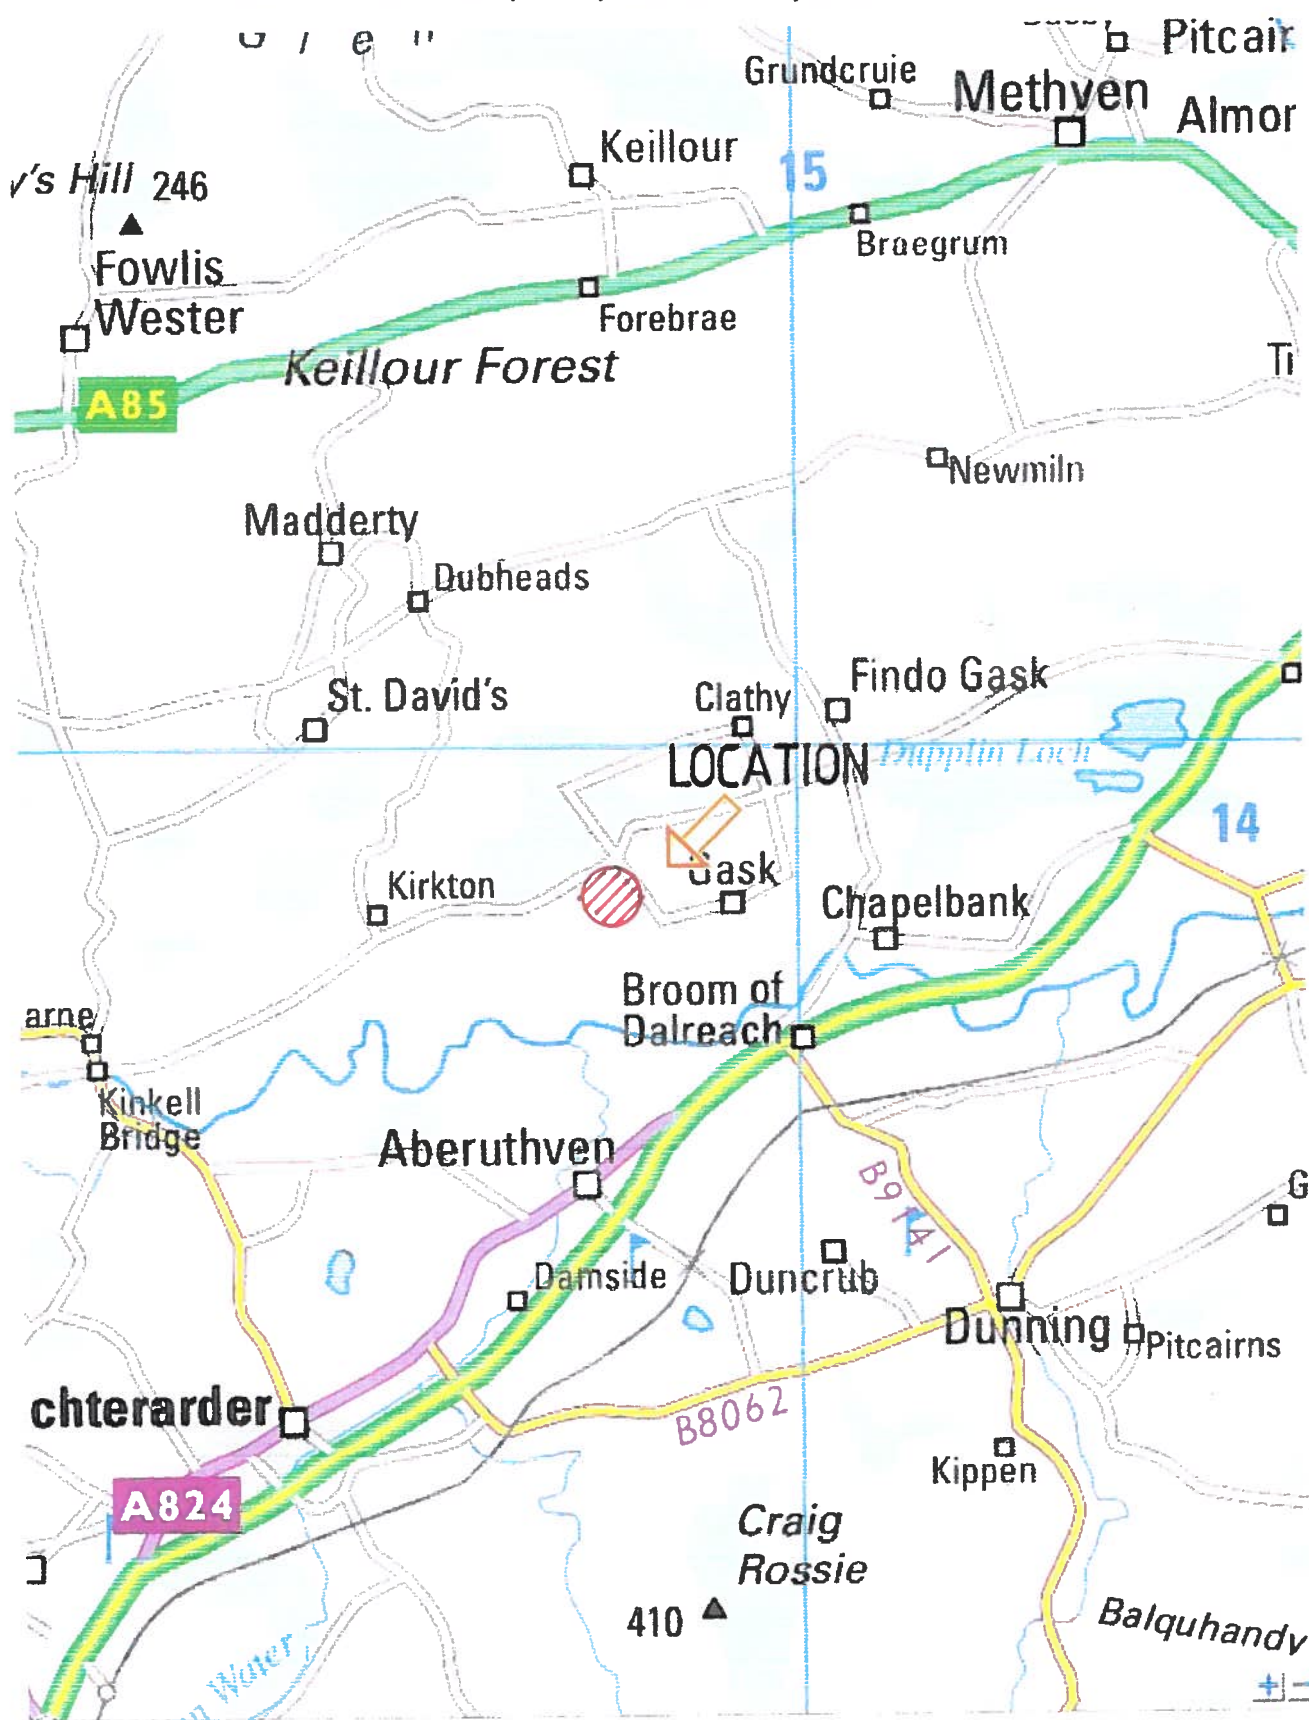 G l e n
Pitcair
Grundcruie
Methven
Almor
Keillour
15
v's Hill 246
Braegrum
Fowlis
Wester
Forebrae
Keillour Forest
Ti
A85
Newmiln
Madderty
Dubheads
Findo Gask
St. David's
Clathy
LOCATION
Dupplin Loch
14
Gask
Kirkton
Chapelbank
Broom of
Dalreach
arne
Kinkell
Bridge
Aberuthven
B9141
G
Damside
Duncrub
Dunning
Pitcairns
chterarder
B8062
Kippen
A824
Craig
Rossie
410
Balquhandy
n Water